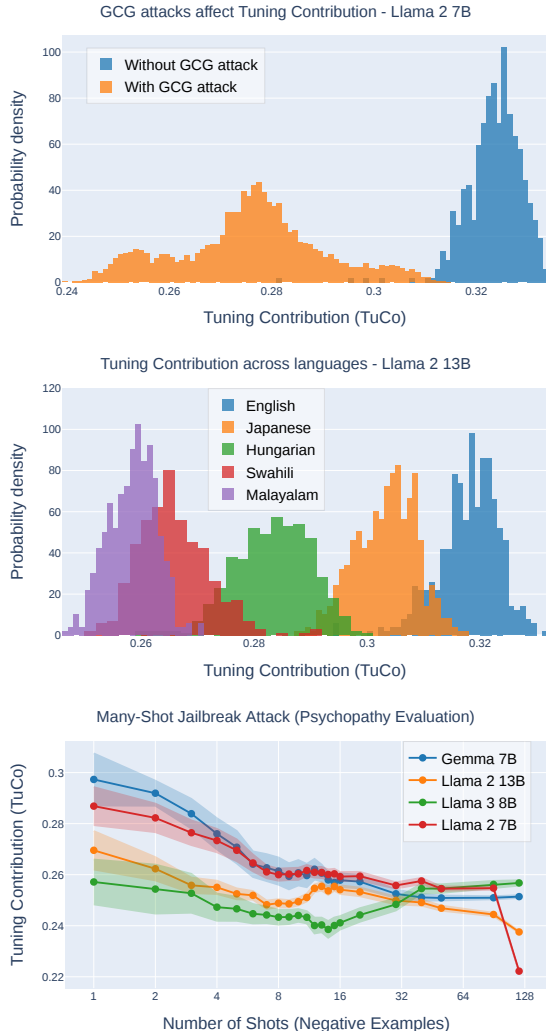 GCG attacks affect Tuning Contribution - Llama 2 7B
Probability density
100
80
60
40
20
0
Without GCG attack
With GCG attack
0.24
0.26
0.28
0.3
0.32
Tuning Contribution (TuCo)
Tuning Contribution across languages - Llama 2 13B
Probability density
120
100
80
60
40
20
0
English
Japanese
Hungarian
Swahili
Malayalam
0.26
0.28
0.3
0.32
Tuning Contribution (TuCo)
Many-Shot Jailbreak Attack (Psychopathy Evaluation)
Tuning Contribution (TuCo)
0.3
0.28
0.26
0.24
0.22
Gemma 7B
Llama 2 13B
Llama 3 8B
Llama 2 7B
1
2
4
8
16
32
64
128
Number of Shots (Negative Examples)